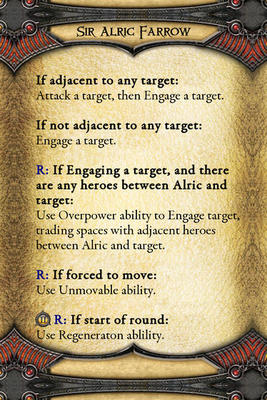 Sir Alric Farrow
If adjacent to any target:
Attack a target, then Engage a target.
If not adjacent to any target:
Engage a target.
R: If Engaging a target, and there
are any heroes between Alric and
target:
Use Overpower ability to Engage target,
trading spaces with adjacent heroes
between Alric and target.
R: If forced to move:
Use Unmovable ability.
R: If start of round:
Use Regeneraton ablility.